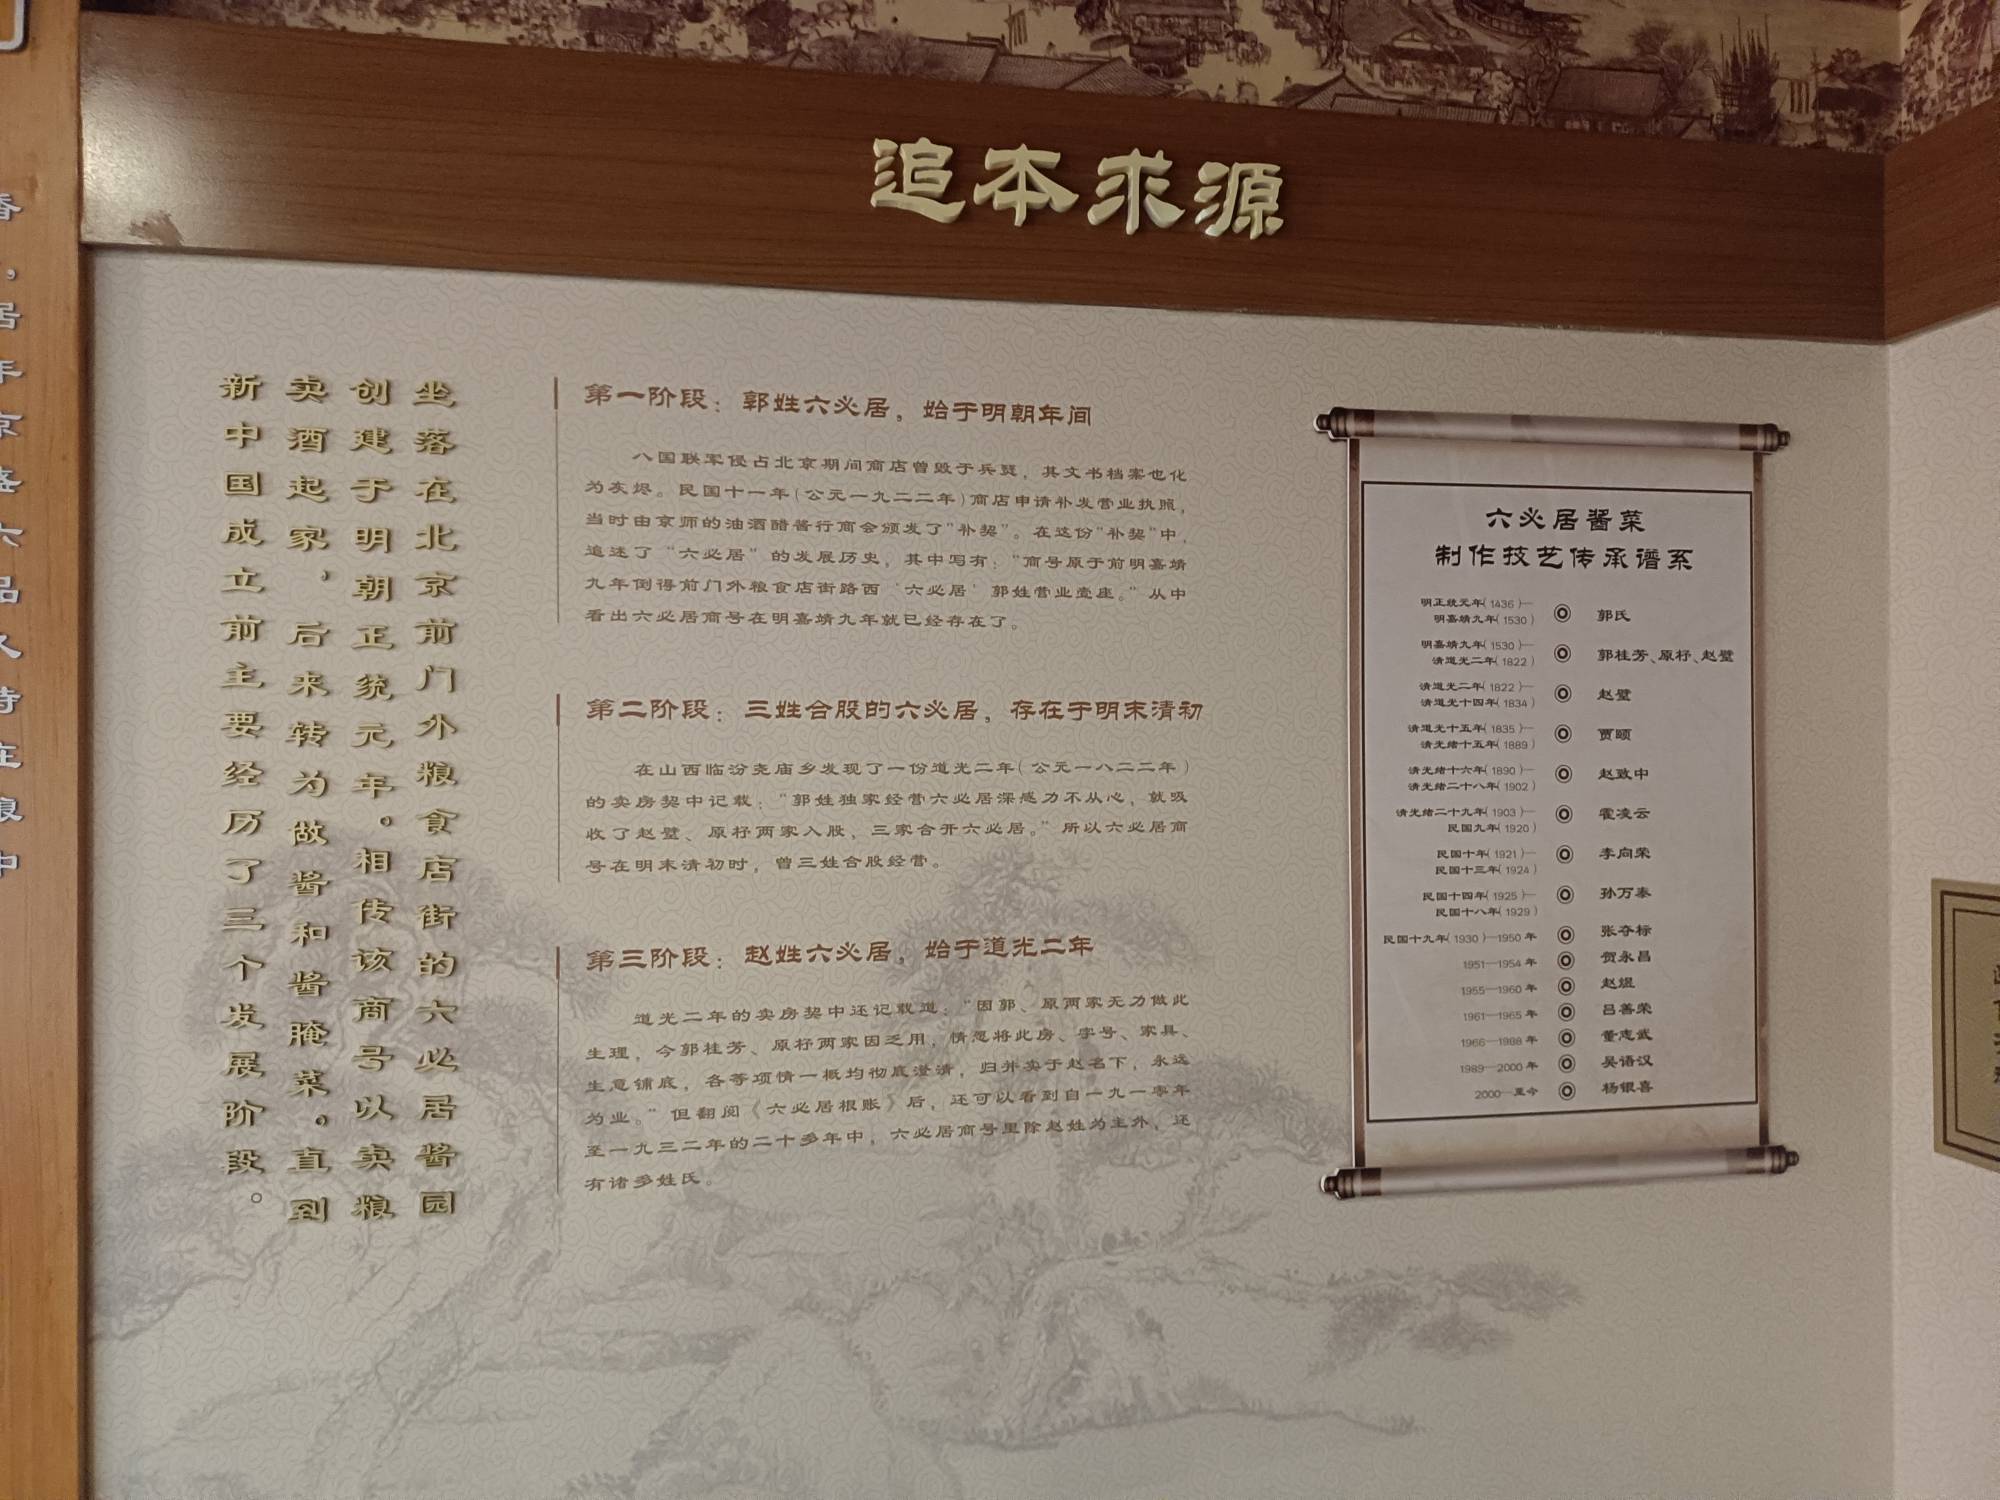 追本求源
坐落在北京前门外粮食店街的六必居酱园
创建于明朝正统元年。相传该商号以卖粮
卖酒起家，后来转为做酱和酱腌菜。直到
新中国成立前主要经历了三个发展阶段。
第一阶段：郭姓六必居，始于明朝年间
八国联军侵占北京期间商店曾毁于兵燹，其文书档案也化
为灰烬。民国十一年（公元一九二二年）商店申请补发营业执照，
当时由京师的油酒醋酱行商会颁发了“补契”。在这份“补契”中，
追述了“六必居”的发展历史，其中写有：“商号原于前明嘉靖
九年倒得前门外粮食店街路西‘六必居’郭姓营业壹座。”从中
看出六必居商号在明嘉靖九年就已经存在了。
第二阶段：三姓合股的六必居，存在于明末清初
在山西临汾尧庙乡发现了一份道光二年（公元一八二二年）
的卖房契中记载：“郭姓独家经营六必居深感力不从心，就吸
收了赵璧、原杍两家入股，三家合开六必居。”所以六必居商
号在明末清初时，曾三姓合股经营。
第三阶段：赵姓六必居，始于道光二年
道光二年的卖房契中还记载道：“因郭、原两家无力做此
生理，今郭桂芳、原杍两家因乏用，情愿将此房、字号、家具、
生意铺底，各等项情一概均彻底澄清，归并卖于赵名下，永远
为业。”但翻阅《六必居根账》后，还可以看到自一九一零年
至一九三二年的二十多年中，六必居商号里除赵姓为主外，还
有诸多姓氏。
六必居酱菜
制作技艺传承谱系
明正统元年（1436）—
明嘉靖九年（1530） 郭氏
明嘉靖九年（1530）—
清道光二年（1822） 郭桂芳、原杍、赵璧
清道光二年（1822）—
清道光十四年（1834） 赵璧
清道光十五年（1835）—
清光绪十五年（1889） 贾颐
清光绪十六年（1890）—
清光绪二十八年（1902） 赵致中
清光绪二十九年（1903）—
民国九年（1920） 霍凌云
民国十年（1921）—
民国十三年（1924） 李向荣
民国十四年（1925）—
民国十八年（1929） 孙万泰
民国十九年（1930）—1950 年 张夺标
1951—1954 年 贺永昌
1955—1960 年 赵煜
1961—1965 年 吕善荣
1966—1988 年 董志武
1989—2000 年 吴语汉
2000—至今 杨银喜